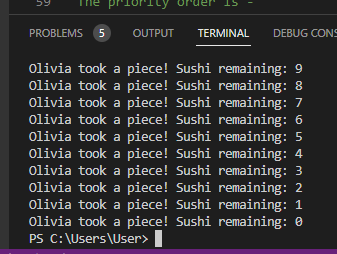 59 The priority order is -
PROBLEMS 5 OUTPUT TERMINAL DEBUG CONS
Olivia took a piece! Sushi remaining: 9
Olivia took a piece! Sushi remaining: 8
Olivia took a piece! Sushi remaining: 7
Olivia took a piece! Sushi remaining: 6
Olivia took a piece! Sushi remaining: 5
Olivia took a piece! Sushi remaining: 4
Olivia took a piece! Sushi remaining: 3
Olivia took a piece! Sushi remaining: 2
Olivia took a piece! Sushi remaining: 1
Olivia took a piece! Sushi remaining: 0
PS C:\Users\User>